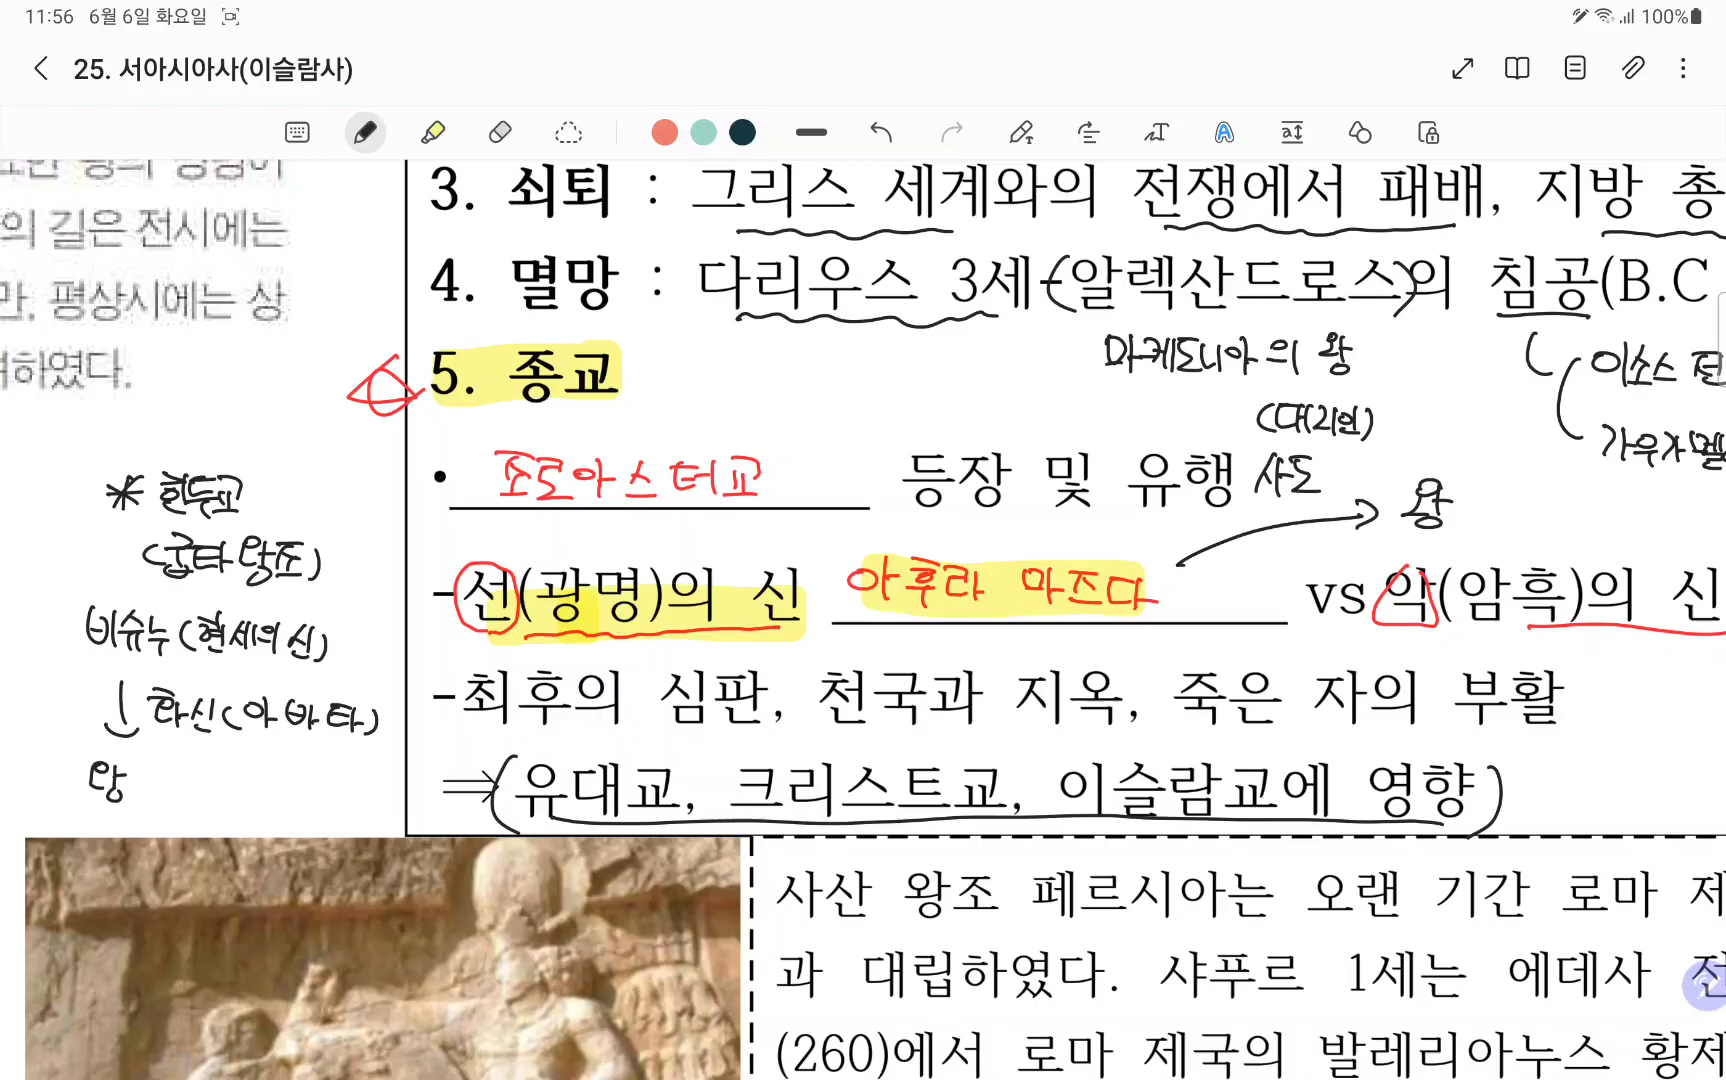 11:56 6월 6일 화요일
100%
25. 서아시아사(이슬람사)
의 길은 전시에는
만, 평상시에는 상
하였다.
3. 쇠퇴 : 그리스 세계와의 전쟁에서 패배, 지방 총
4. 멸망 : 다리우스 3세-(알렉산드로스)의 침공(B.C
마케도니아의 왕
이소스 전
가우가멜
5. 종교
(대리인)
• 조로아스터교 등장 및 유행 사도
왕
-선(광명)의 신 아후라 마즈다 vs 악(암흑)의 신
-최후의 심판, 천국과 지옥, 죽은 자의 부활
⇒(유대교, 크리스트교, 이슬람교에 영향)
* 힌두교
(굽타 왕조)
비슈누(현세의 신)
↓ 화신(아바타)
왕
사산 왕조 페르시아는 오랜 기간 로마 제
과 대립하였다. 샤푸르 1세는 에데사 전
(260)에서 로마 제국의 발레리아누스 황제